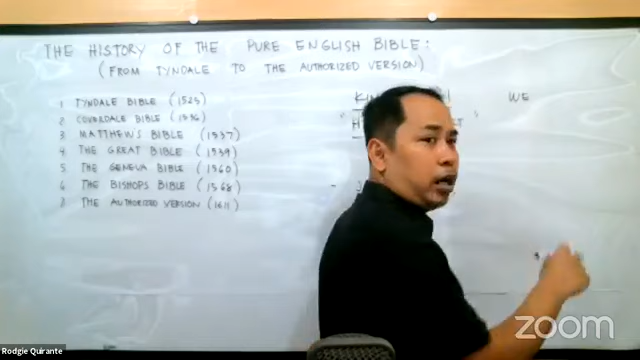 THE HISTORY OF THE PURE ENGLISH BIBLE:
(FROM TYNDALE TO THE AUTHORIZED VERSION)
1 TYNDALE BIBLE (1525)
2 COVERDALE BIBLE (1536)
3 MATTHEW'S BIBLE (1537)
4 THE GREAT BIBLE (1539)
5 THE GENEVA BIBLE (1560)
6 THE BISHOPS BIBLE (1568)
7 THE AUTHORIZED VERSION (1611)
WE
zoom
Rodgie Quirante